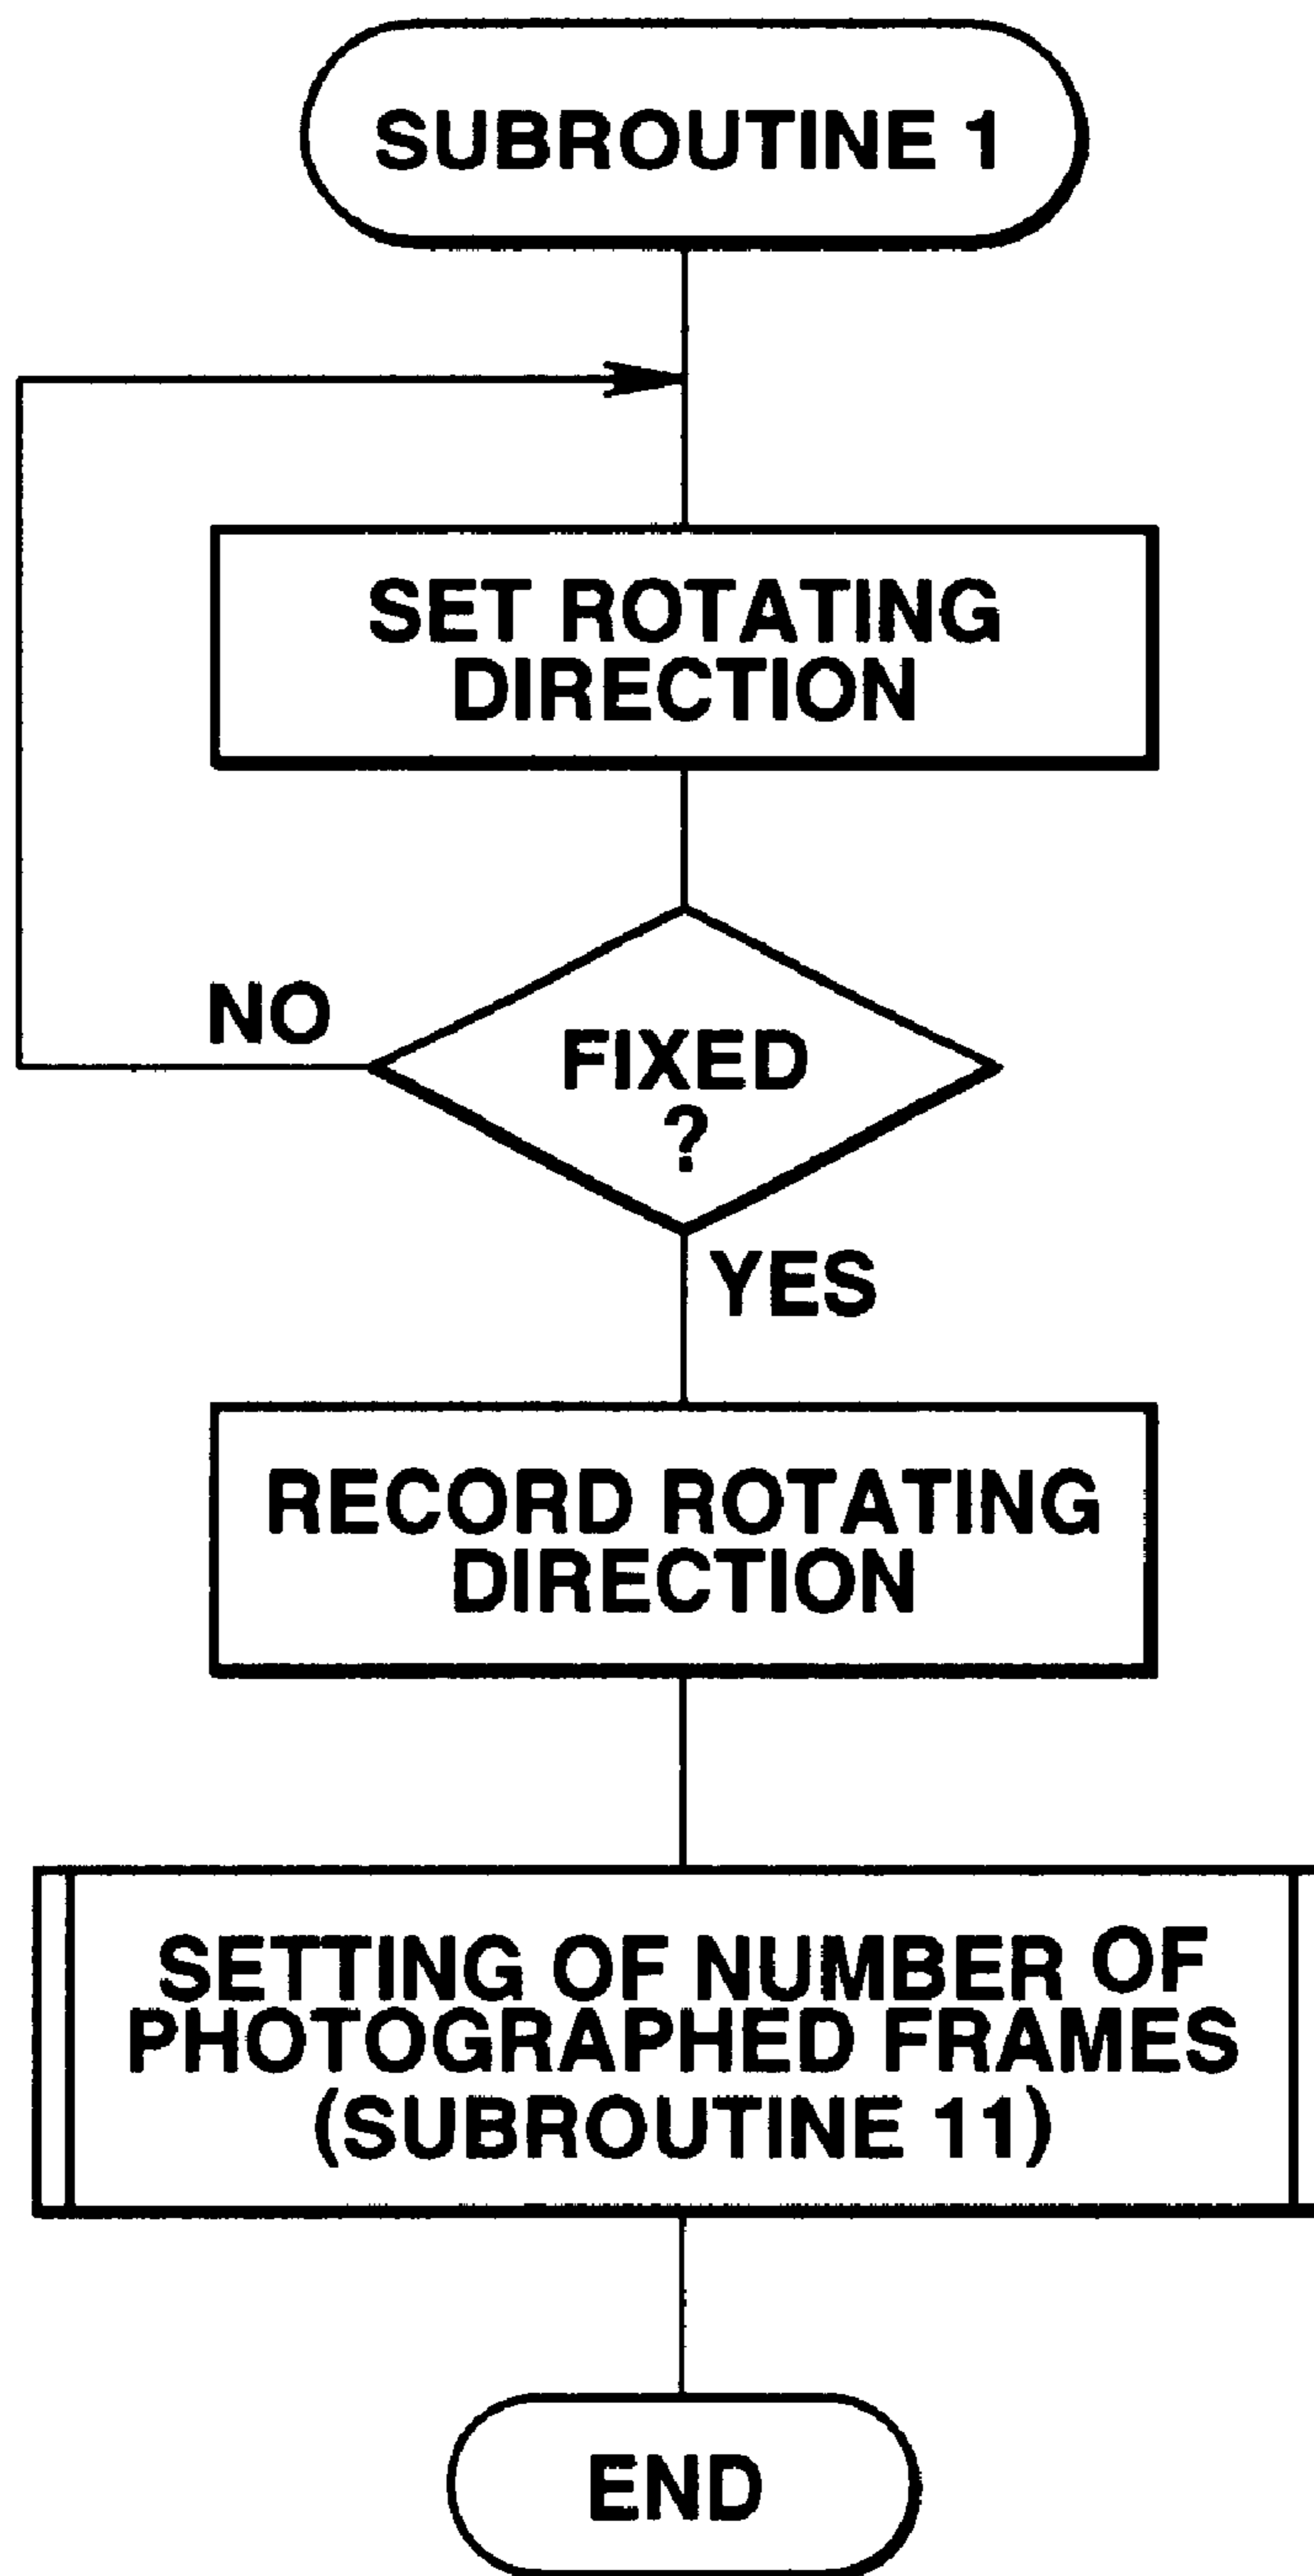 SUBROUTINE 1
SET ROTATING
DIRECTION
NO
FIXED
?
YES
RECORD ROTATING
DIRECTION
SETTING OF NUMBER OF
PHOTOGRAPHED FRAMES
(SUBROUTINE 11)
END